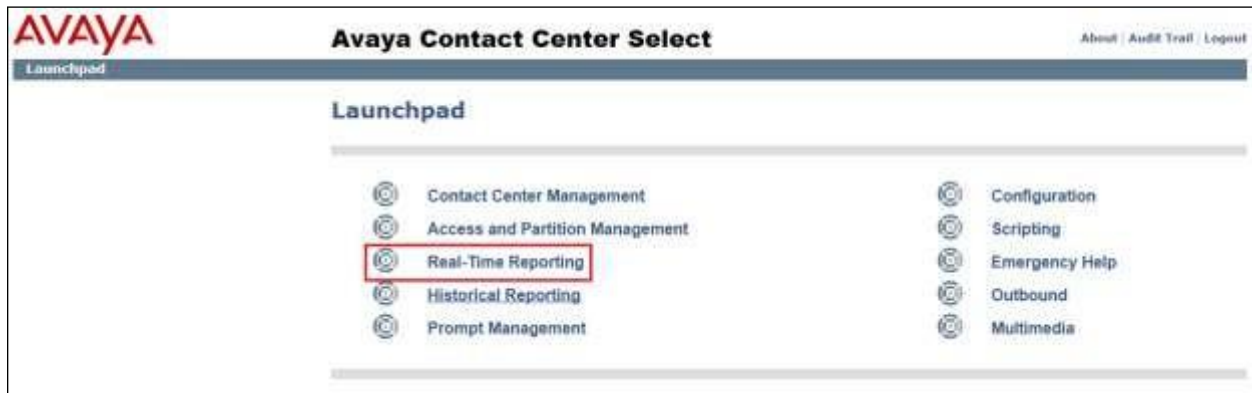 AVAYA
Avaya Contact Center Select
About | Audit Trail | Logout
Launchpad
Launchpad
Contact Center Management
Access and Partition Management
Real-Time Reporting
Historical Reporting
Prompt Management
Configuration
Scripting
Emergency Help
Outbound
Multimedia